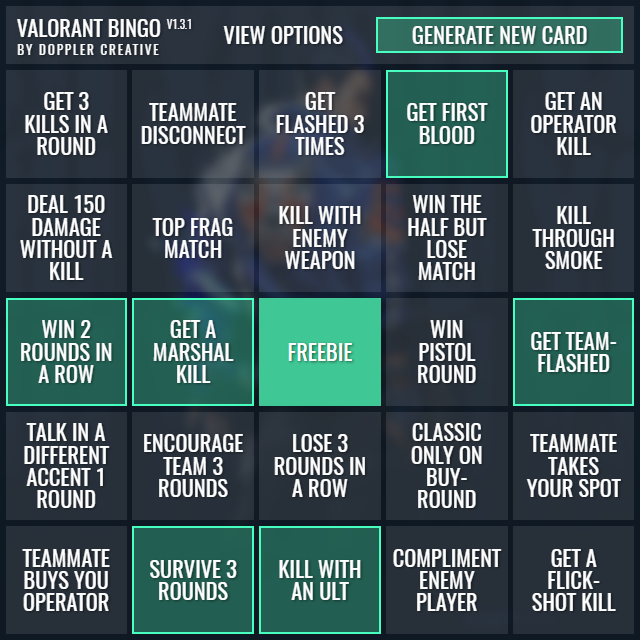 VALORANT BINGO V1.3.1
BY DOPPLER CREATIVE
VIEW OPTIONS
GENERATE NEW CARD
GET 3
KILLS IN A
ROUND
TEAMMATE
DISCONNECT
GET
FLASHED 3
TIMES
GET FIRST
BLOOD
GET AN
OPERATOR
KILL
DEAL 150
DAMAGE
WITHOUT A
KILL
TOP FRAG
MATCH
KILL WITH
ENEMY
WEAPON
WIN THE
HALF BUT
LOSE
MATCH
KILL
THROUGH
SMOKE
WIN 2
ROUNDS IN
A ROW
GET A
MARSHAL
KILL
FREEBIE
WIN
PISTOL
ROUND
GET TEAM-
FLASHED
TALK IN A
DIFFERENT
ACCENT 1
ROUND
ENCOURAGE
TEAM 3
ROUNDS
LOSE 3
ROUNDS IN
A ROW
CLASSIC
ONLY ON
BUY-
ROUND
TEAMMATE
TAKES
YOUR SPOT
TEAMMATE
BUYS YOU
OPERATOR
SURVIVE 3
ROUNDS
KILL WITH
AN ULT
COMPLIMENT
ENEMY
PLAYER
GET A
FLICK-
SHOT KILL